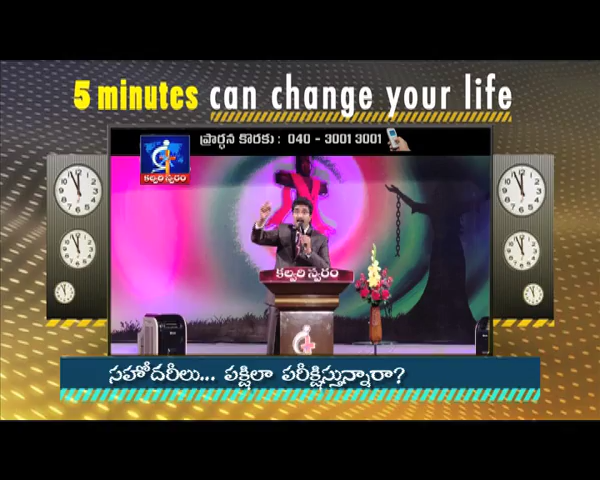 5 minutes can change your life
ప్రార్థన కొరకు : 040 - 3001 3001
కల్వరి స్వరం
కల్వరి స్వరం
సహోదరీలు... పక్షిలా పరీక్షిస్తున్నారా?